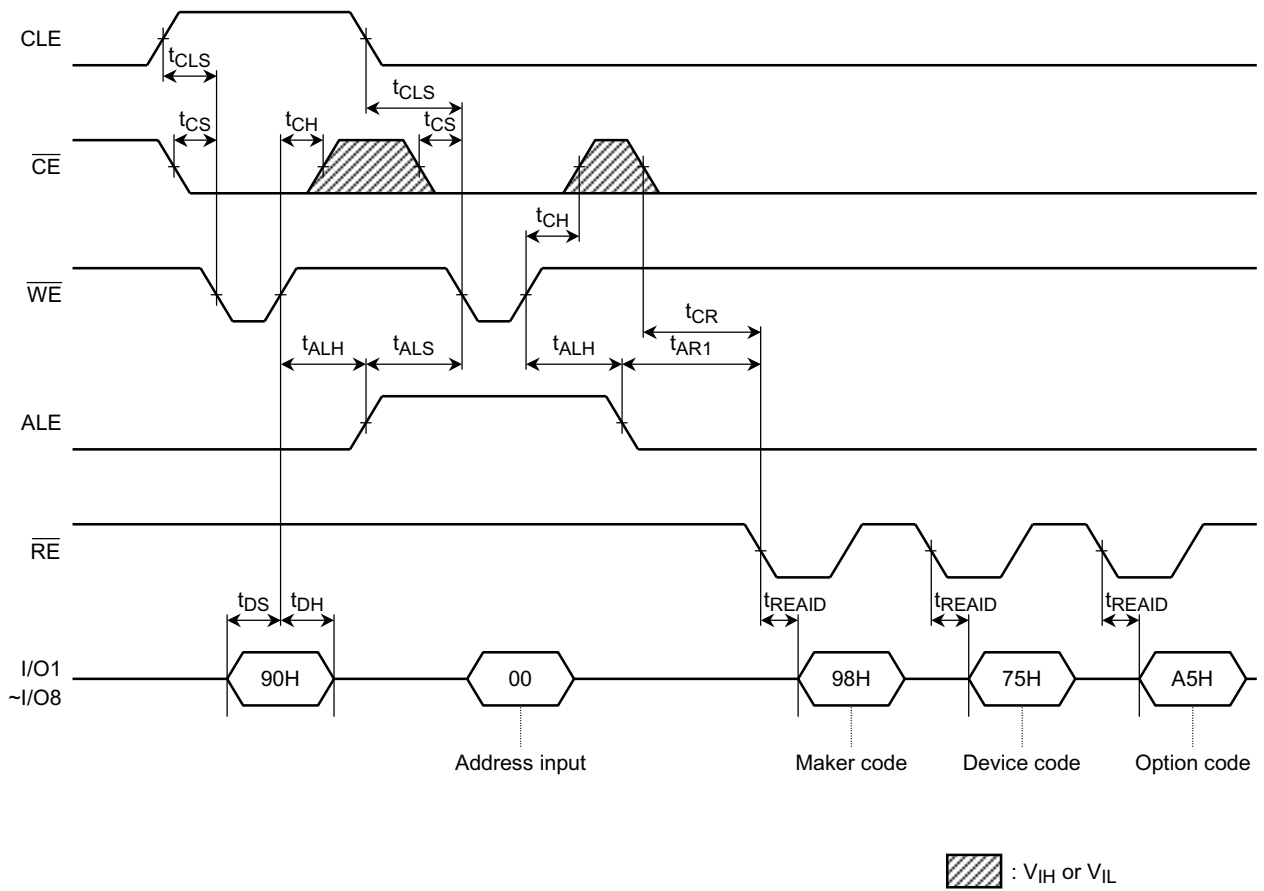 CLE
tCLS
tCLS
tCS
tCH
tCS
CE
tCH
WE
tCR
tALH
tALS
tALH
tAR1
ALE
RE
tDS
tDH
tREAID
tREAID
tREAID
I/O1
~I/O8
90H
00
98H
75H
A5H
Address input
Maker code
Device code
Option code
: VIH or VIL